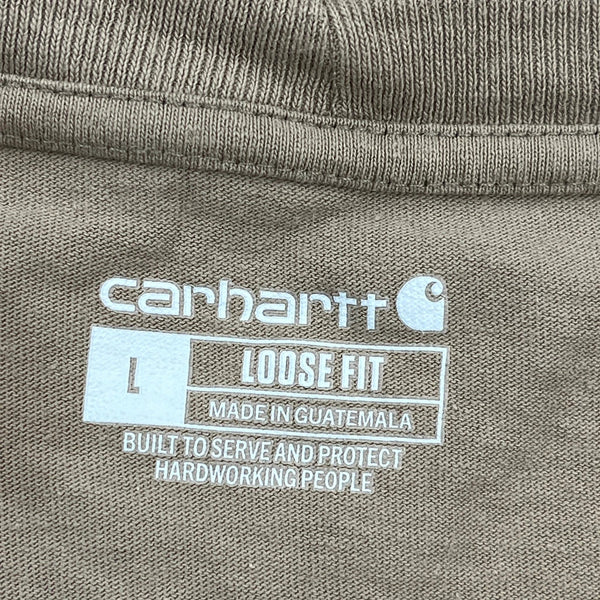 carhartt
L
LOOSE FIT
MADE IN GUATEMALA
BUILT TO SERVE AND PROTECT
HARDWORKING PEOPLE